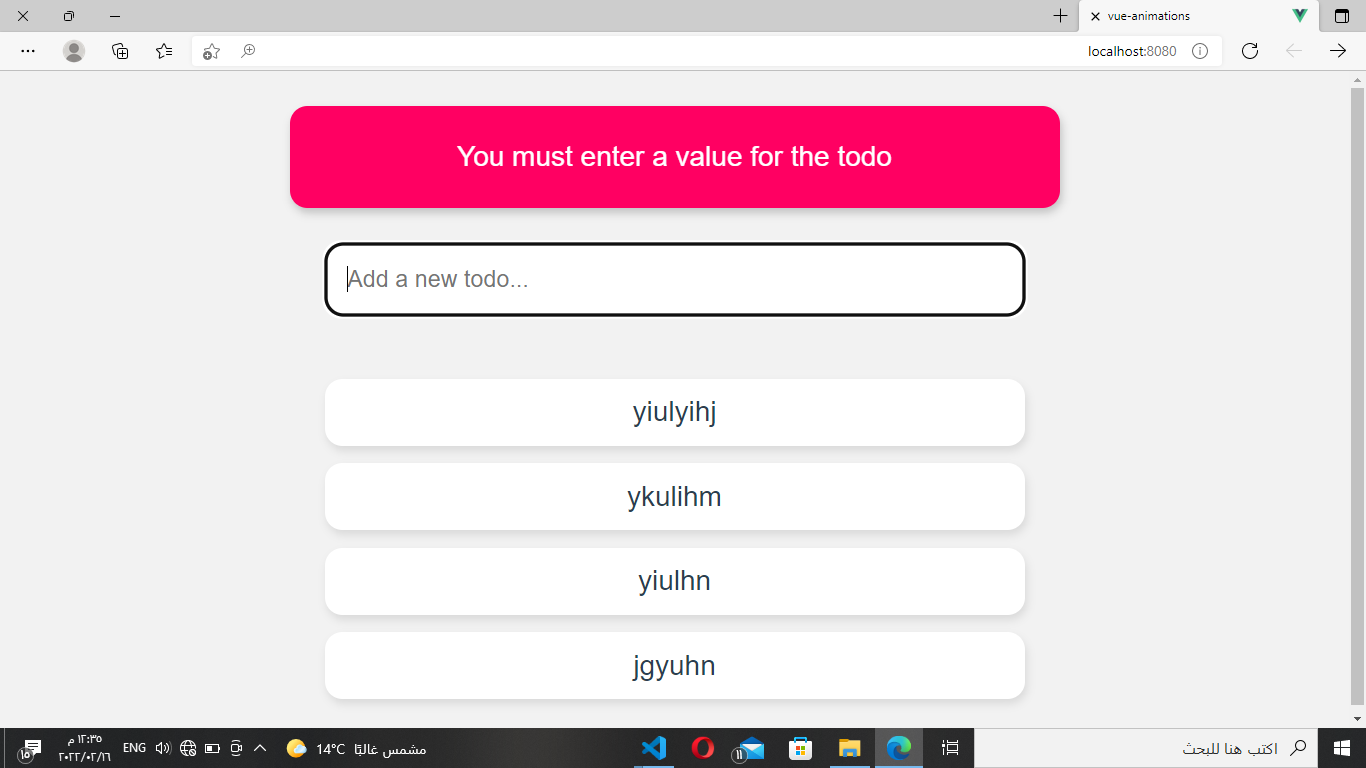 vue-animations
localhost:8080
You must enter a value for the todo
Add a new todo...
yiulyihj
ykulihm
yiulhn
jgyuhn
١٥
١٢:٣٥ م
٢٠٢٢/٠٢/١٦
ENG
14°C مشمس غالبًا
١١
اكتب هنا للبحث